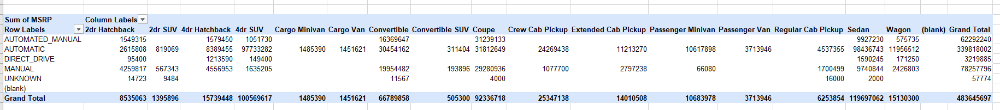 Sum of MSRP Column Labels
Row Labels 2dr Hatchback 2dr SUV 4dr Hatchback 4dr SUV Cargo Minivan Cargo Van Convertible Convertible SUV Coupe Crew Cab Pickup Extended Cab Pickup Passenger Minivan Passenger Van Regular Cab Pickup Sedan Wagon (blank) Grand Total
AUTOMATED_MANUAL 1549315 1579450 1051730 16369647 31239133 9927230 575735 62292240
AUTOMATIC 2615808 819069 8389455 97733282 1485390 1451621 30454162 311404 31812649 24269438 11213270 10617898 3713946 4537355 98436743 11956512 339818002
DIRECT_DRIVE 95400 1213590 149400 1590245 171250 3219885
MANUAL 4259817 567343 4556953 1635205 19954482 193896 29280936 1077700 2797238 66080 1700499 9740844 2426803 78257796
UNKNOWN 14723 9484 11567 4000 16000 2000 57774
(blank)
Grand Total 8535063 1395896 15739448 100569617 1485390 1451621 66789858 505300 92336718 25347138 14010508 10683978 3713946 6253854 119697062 15130300 483645697